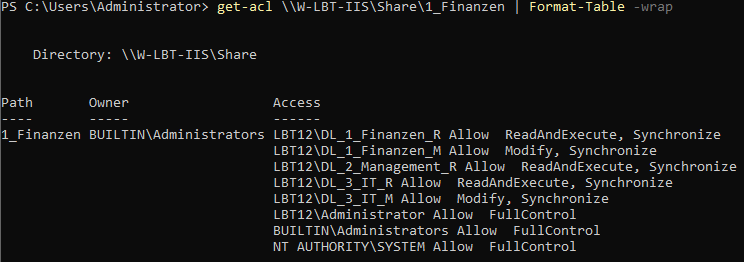 PS C:\Users\Administrator> get-acl \\W-LBT-IIS\Share\1_Finanzen | Format-Table -wrap
Directory: \\W-LBT-IIS\Share
Path Owner Access
---- ----- ------
1_Finanzen BUILTIN\Administrators LBT12\DL_1_Finanzen_R Allow  ReadAndExecute, Synchronize
LBT12\DL_1_Finanzen_M Allow  Modify, Synchronize
LBT12\DL_2_Management_R Allow  ReadAndExecute, Synchronize
LBT12\DL_3_IT_R Allow  ReadAndExecute, Synchronize
LBT12\DL_3_IT_M Allow  Modify, Synchronize
LBT12\Administrator Allow  FullControl
BUILTIN\Administrators Allow  FullControl
NT AUTHORITY\SYSTEM Allow  FullControl